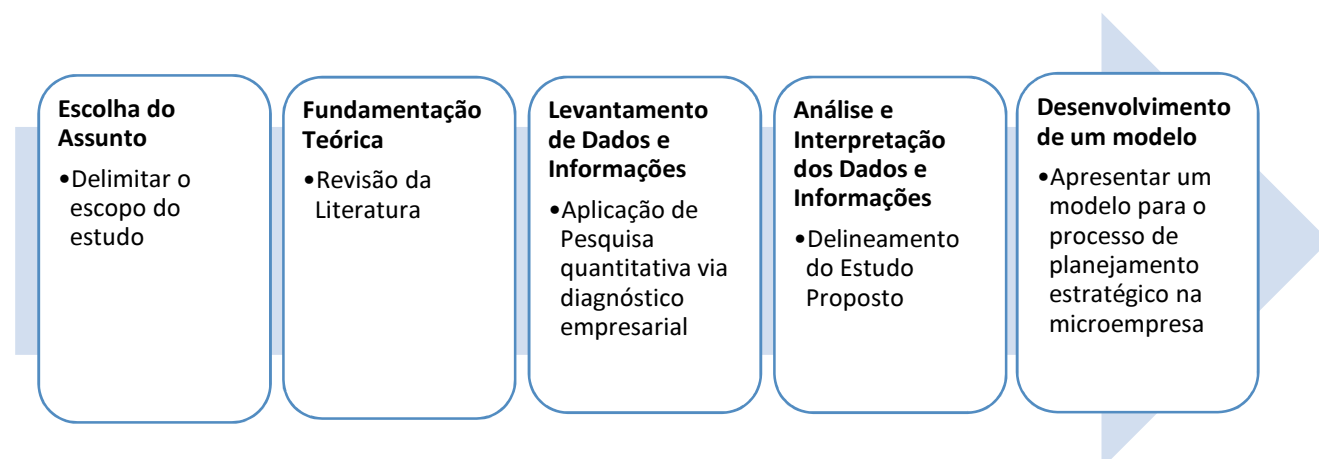 Escolha do
Assunto
•Delimitar o
escopo do
estudo
Fundamentação
Teórica
•Revisão da
Literatura
Levantamento
de Dados e
Informações
•Aplicação de
Pesquisa
quantitativa via
diagnóstico
empresarial
Análise e
Interpretação
dos Dados e
Informações
•Delineamento
do Estudo
Proposto
Desenvolvimento
de um modelo
•Apresentar um
modelo para o
processo de
planejamento
estratégico na
microempresa